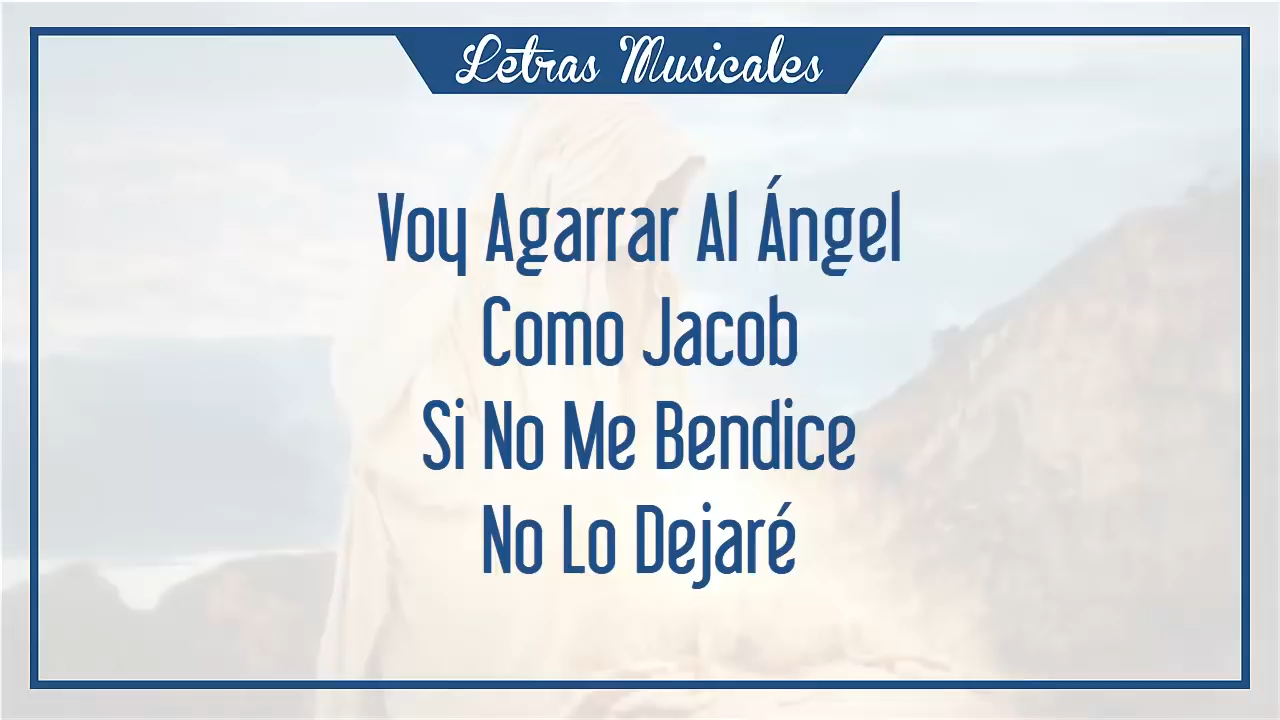 Letras Musicales
Voy Agarrar Al Ángel
Como Jacob
Si No Me Bendice
No Lo Dejaré